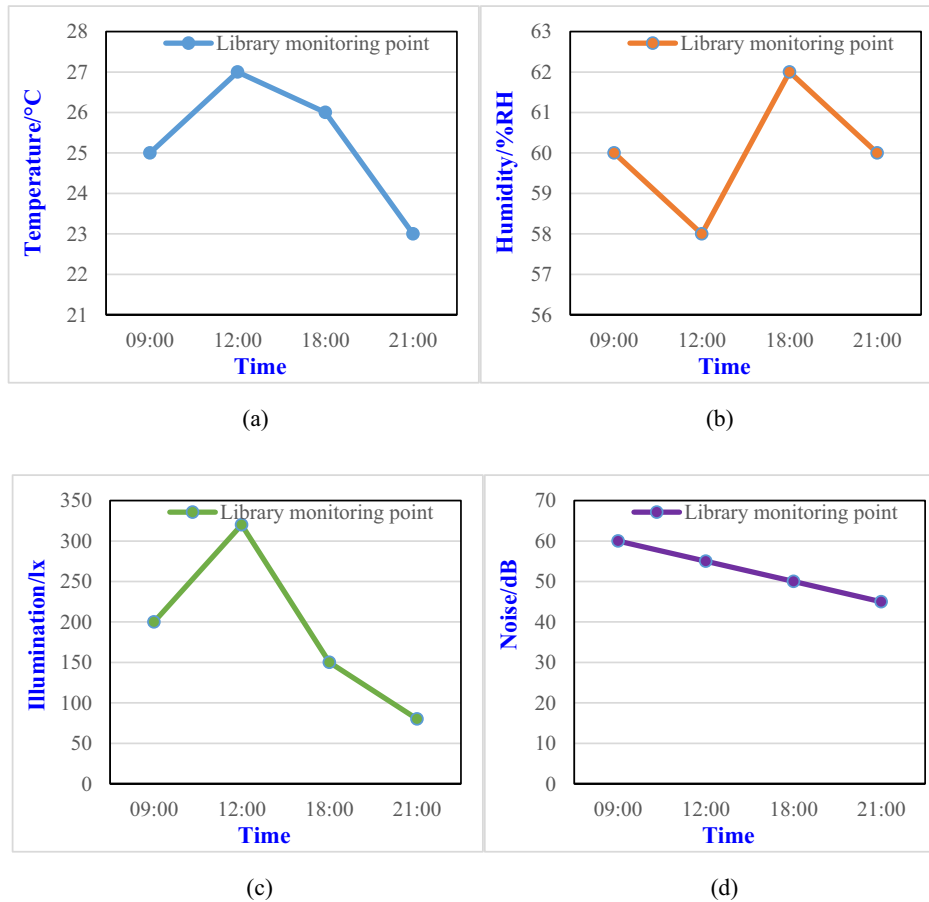 28
27
26
25
24
23
22
21
Temperature/°C
Library monitoring point
09:00 12:00 18:00 21:00
Time
(a)
63
62
61
60
59
58
57
56
Humidity/%RH
Library monitoring point
09:00 12:00 18:00 21:00
Time
(b)
350
300
250
200
150
100
50
0
Illumination/lx
Library monitoring point
09:00 12:00 18:00 21:00
Time
(c)
70
60
50
40
30
20
10
0
Noise/dB
Library monitoring point
09:00 12:00 18:00 21:00
Time
(d)